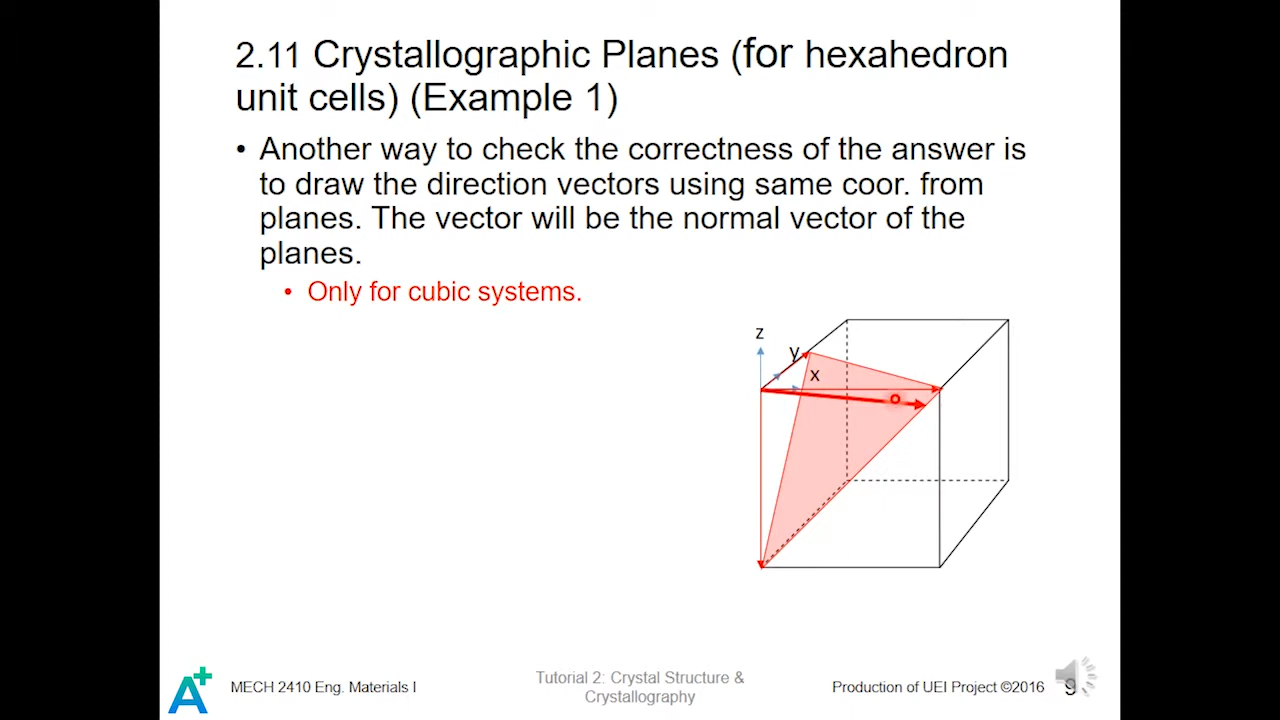 2.11 Crystallographic Planes (for hexahedron
unit cells) (Example 1)
• Another way to check the correctness of the answer is
to draw the direction vectors using same coor. from
planes. The vector will be the normal vector of the
planes.
• Only for cubic systems.
z
y
x
A+
MECH 2410 Eng. Materials I
Tutorial 2: Crystal Structure &
Crystallography
Production of UEI Project ©2016
9